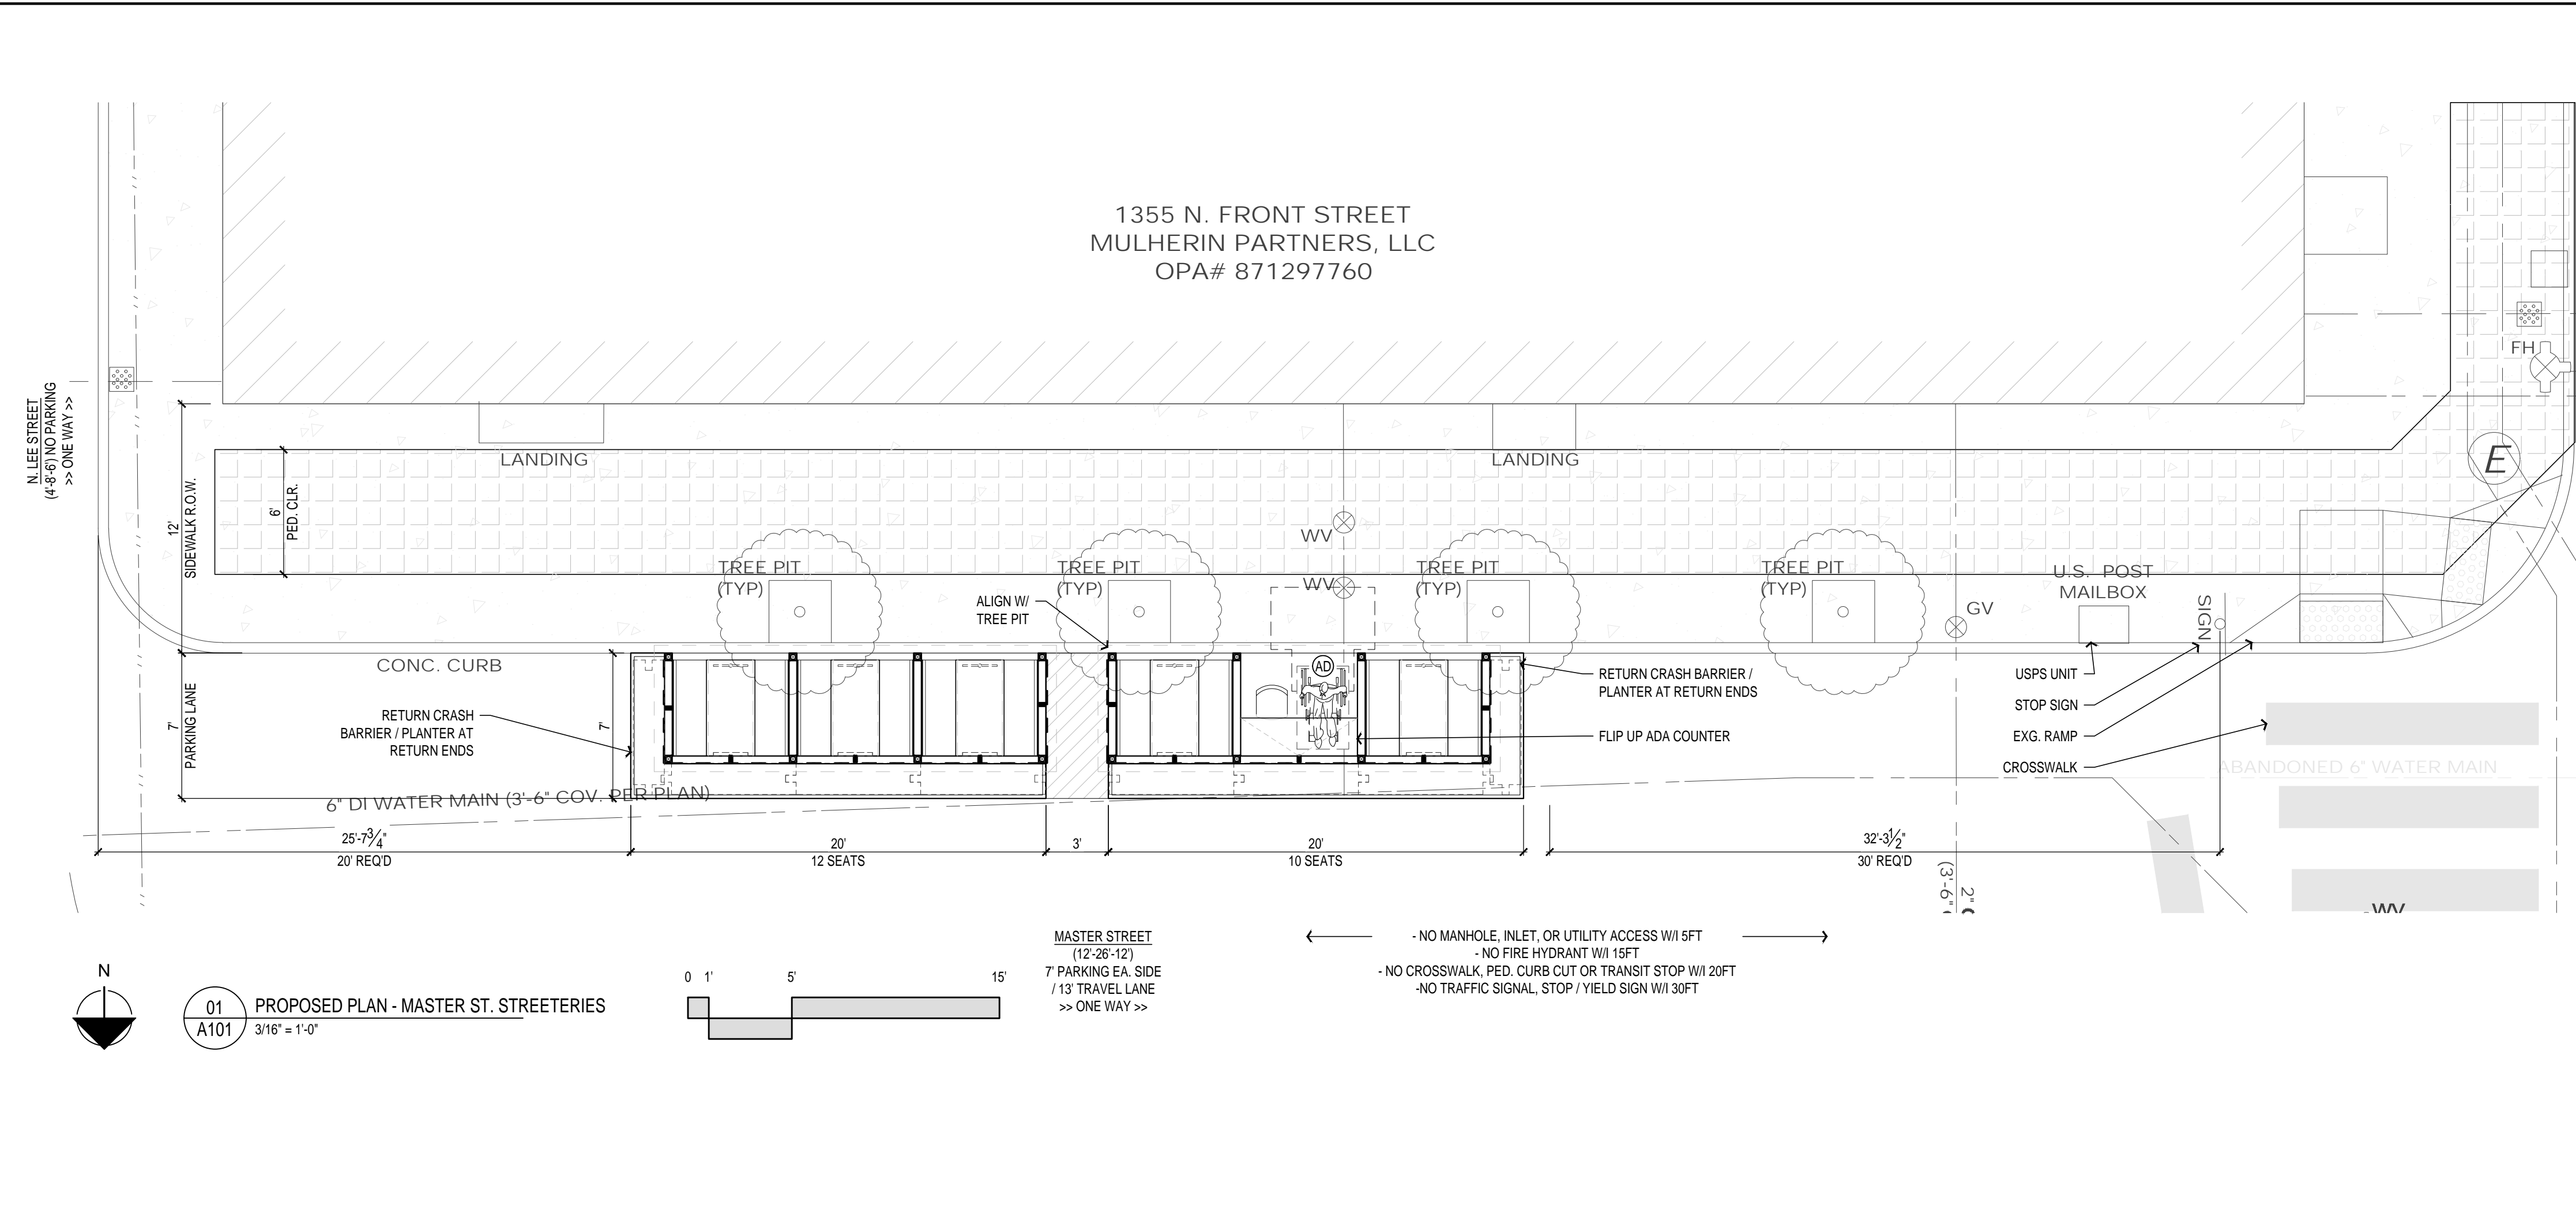 1355 N. FRONT STREET
MULHERIN PARTNERS, LLC
OPA# 871297760
FH
N. LEE STREET
(4'-8'-6') NO PARKING
>> ONE WAY >>
12'
SIDEWALK R.O.W.
6'
PED. CLR.
LANDING
LANDING
E
WV
WV
TREE PIT
(TYP)
TREE PIT
(TYP)
TREE PIT
(TYP)
TREE PIT
(TYP)
ALIGN W/
TREE PIT
GV
U.S. POST
MAILBOX
SIGN
CONC. CURB
7'
PARKING LANE
RETURN CRASH
BARRIER / PLANTER AT
RETURN ENDS
7'
AD
RETURN CRASH BARRIER /
PLANTER AT RETURN ENDS
FLIP UP ADA COUNTER
USPS UNIT
STOP SIGN
EXG. RAMP
CROSSWALK
ABANDONED 6" WATER MAIN
6" DI WATER MAIN (3'-6" COV. PER PLAN)
25'-7 3/4"
20' REQ'D
20'
12 SEATS
3'
20'
10 SEATS
32'-3 1/2"
30' REQ'D
2"
(3'-6"
WV
MASTER STREET
(12'-26'-12')
7' PARKING EA. SIDE
/ 13' TRAVEL LANE
>> ONE WAY >>
- NO MANHOLE, INLET, OR UTILITY ACCESS W/I 5FT
- NO FIRE HYDRANT W/I 15FT
- NO CROSSWALK, PED. CURB CUT OR TRANSIT STOP W/I 20FT
-NO TRAFFIC SIGNAL, STOP / YIELD SIGN W/I 30FT
N
01
A101
PROPOSED PLAN - MASTER ST. STREETERIES
3/16" = 1'-0"
0 1' 5' 15'